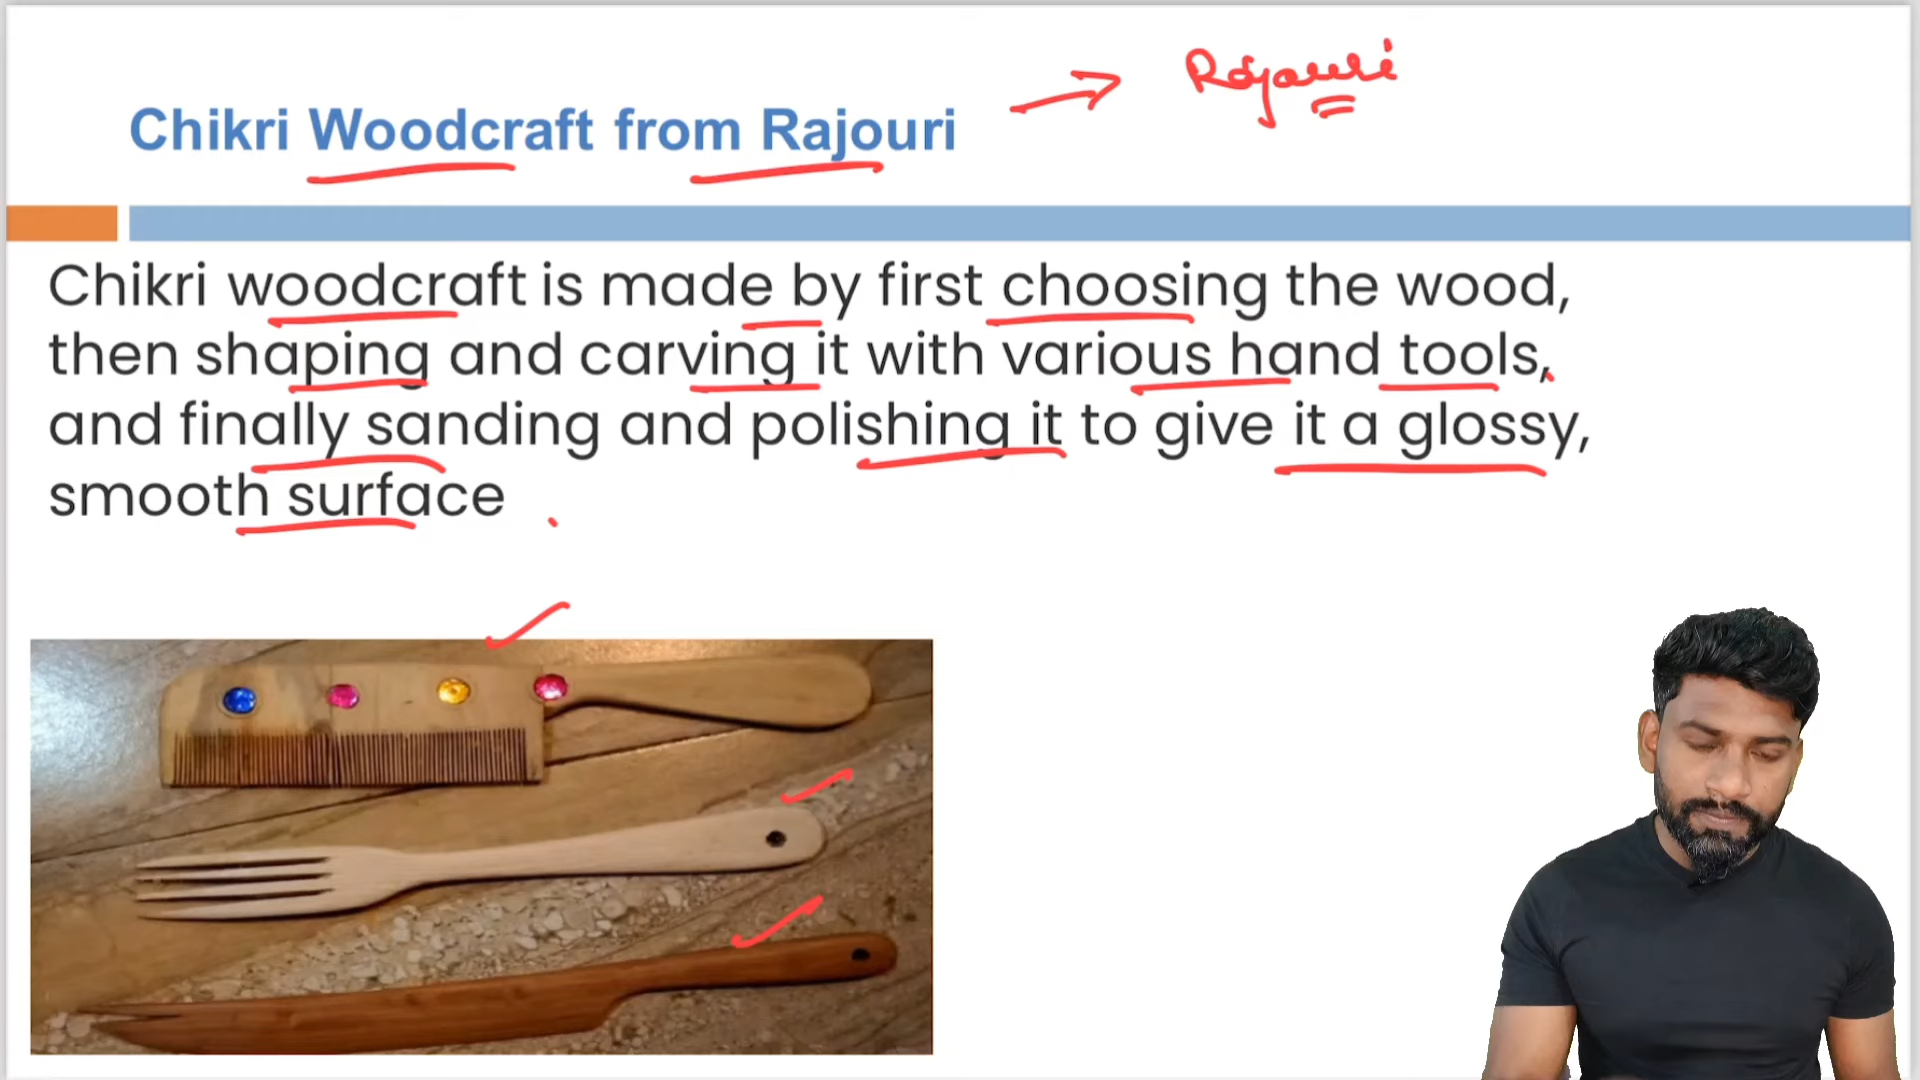 Chikri Woodcraft from Rajouri
Rajouri
Chikri woodcraft is made by first choosing the wood,
then shaping and carving it with various hand tools,
and finally sanding and polishing it to give it a glossy,
smooth surface